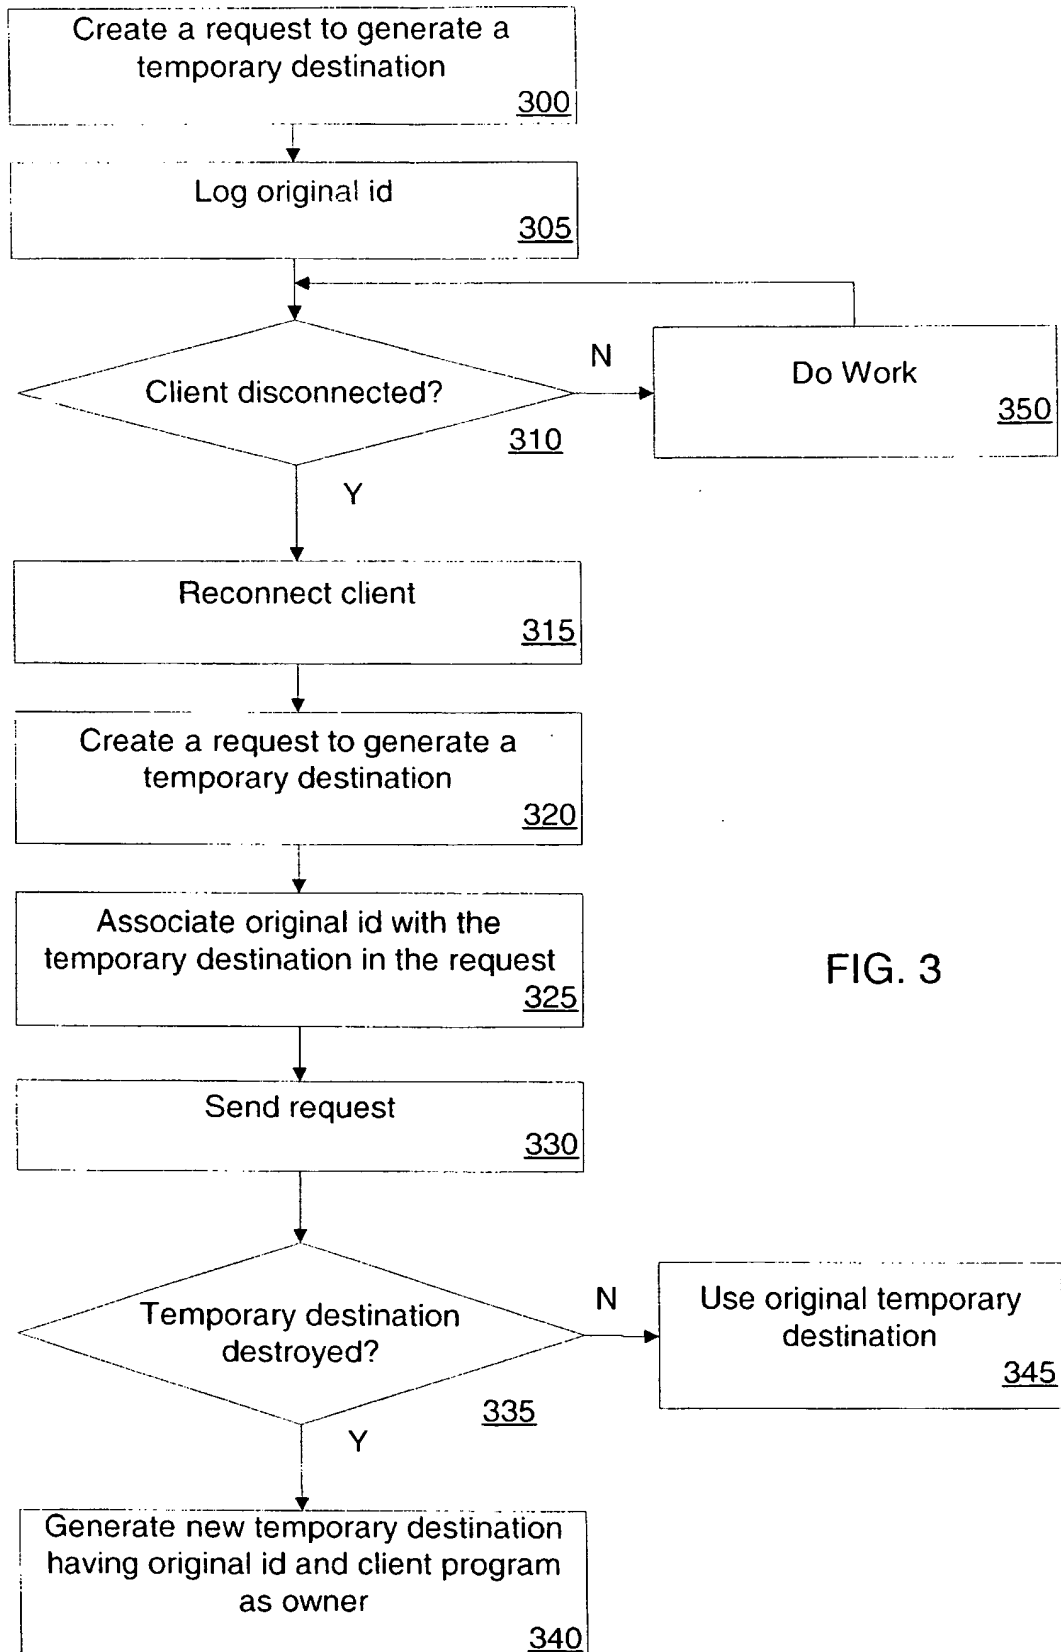 Create a request to generate a
temporary destination
300
Log original id
305
Client disconnected?
310
N
Do Work
350
Y
Reconnect client
315
Create a request to generate a
temporary destination
320
Associate original id with the
temporary destination in the request
325
FIG. 3
Send request
330
Temporary destination
destroyed?
335
N
Use original temporary
destination
345
Y
Generate new temporary destination
having original id and client program
as owner
340